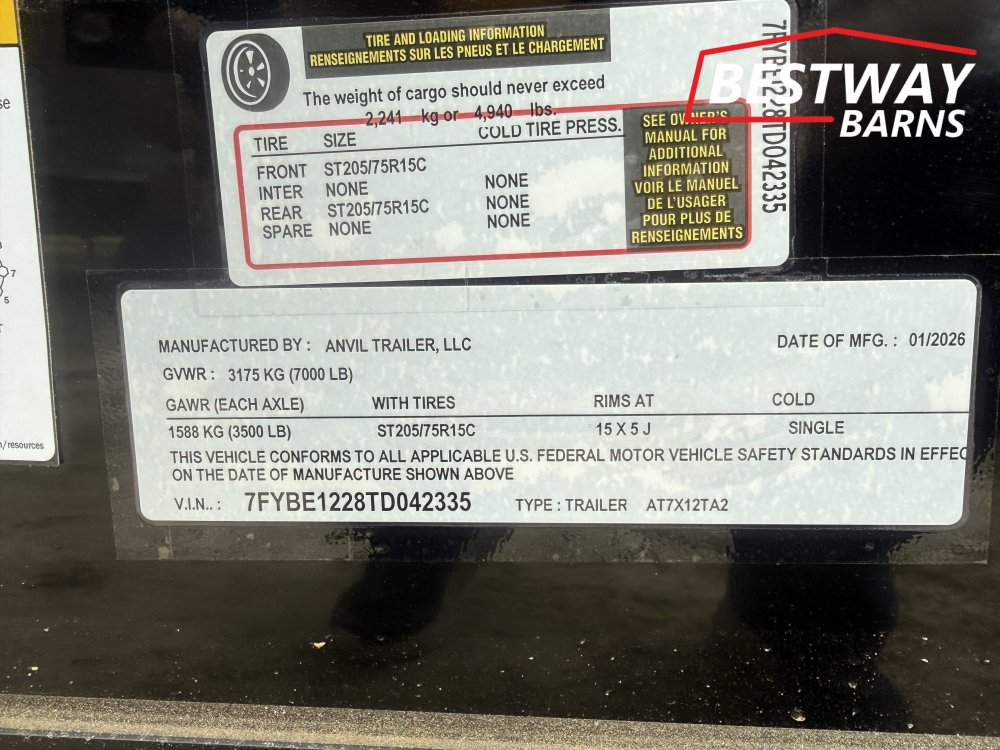 TIRE AND LOADING INFORMATION
RENSEIGNEMENTS SUR LES PNEUS ET LE CHARGEMENT
The weight of cargo should never exceed
2,241 kg or 4,940 lbs.
TIRE SIZE COLD TIRE PRESS.
FRONT ST205/75R15C
INTER NONE NONE
REAR ST205/75R15C NONE
SPARE NONE NONE
SEE OWNER'S
MANUAL FOR
ADDITIONAL
INFORMATION
VOIR LE MANUEL
DE L'USAGER
POUR PLUS DE
RENSEIGNEMENTS
7FYBE1228TD042335
BESTWAY
BARNS
se
7
6
n/resources
MANUFACTURED BY : ANVIL TRAILER, LLC DATE OF MFG. : 01/2026
GVWR : 3175 KG (7000 LB)
GAWR (EACH AXLE) WITH TIRES RIMS AT COLD
1588 KG (3500 LB) ST205/75R15C 15 X 5 J SINGLE
THIS VEHICLE CONFORMS TO ALL APPLICABLE U.S. FEDERAL MOTOR VEHICLE SAFETY STANDARDS IN EFFEC
ON THE DATE OF MANUFACTURE SHOWN ABOVE
V.I.N.. : 7FYBE1228TD042335 TYPE : TRAILER AT7X12TA2